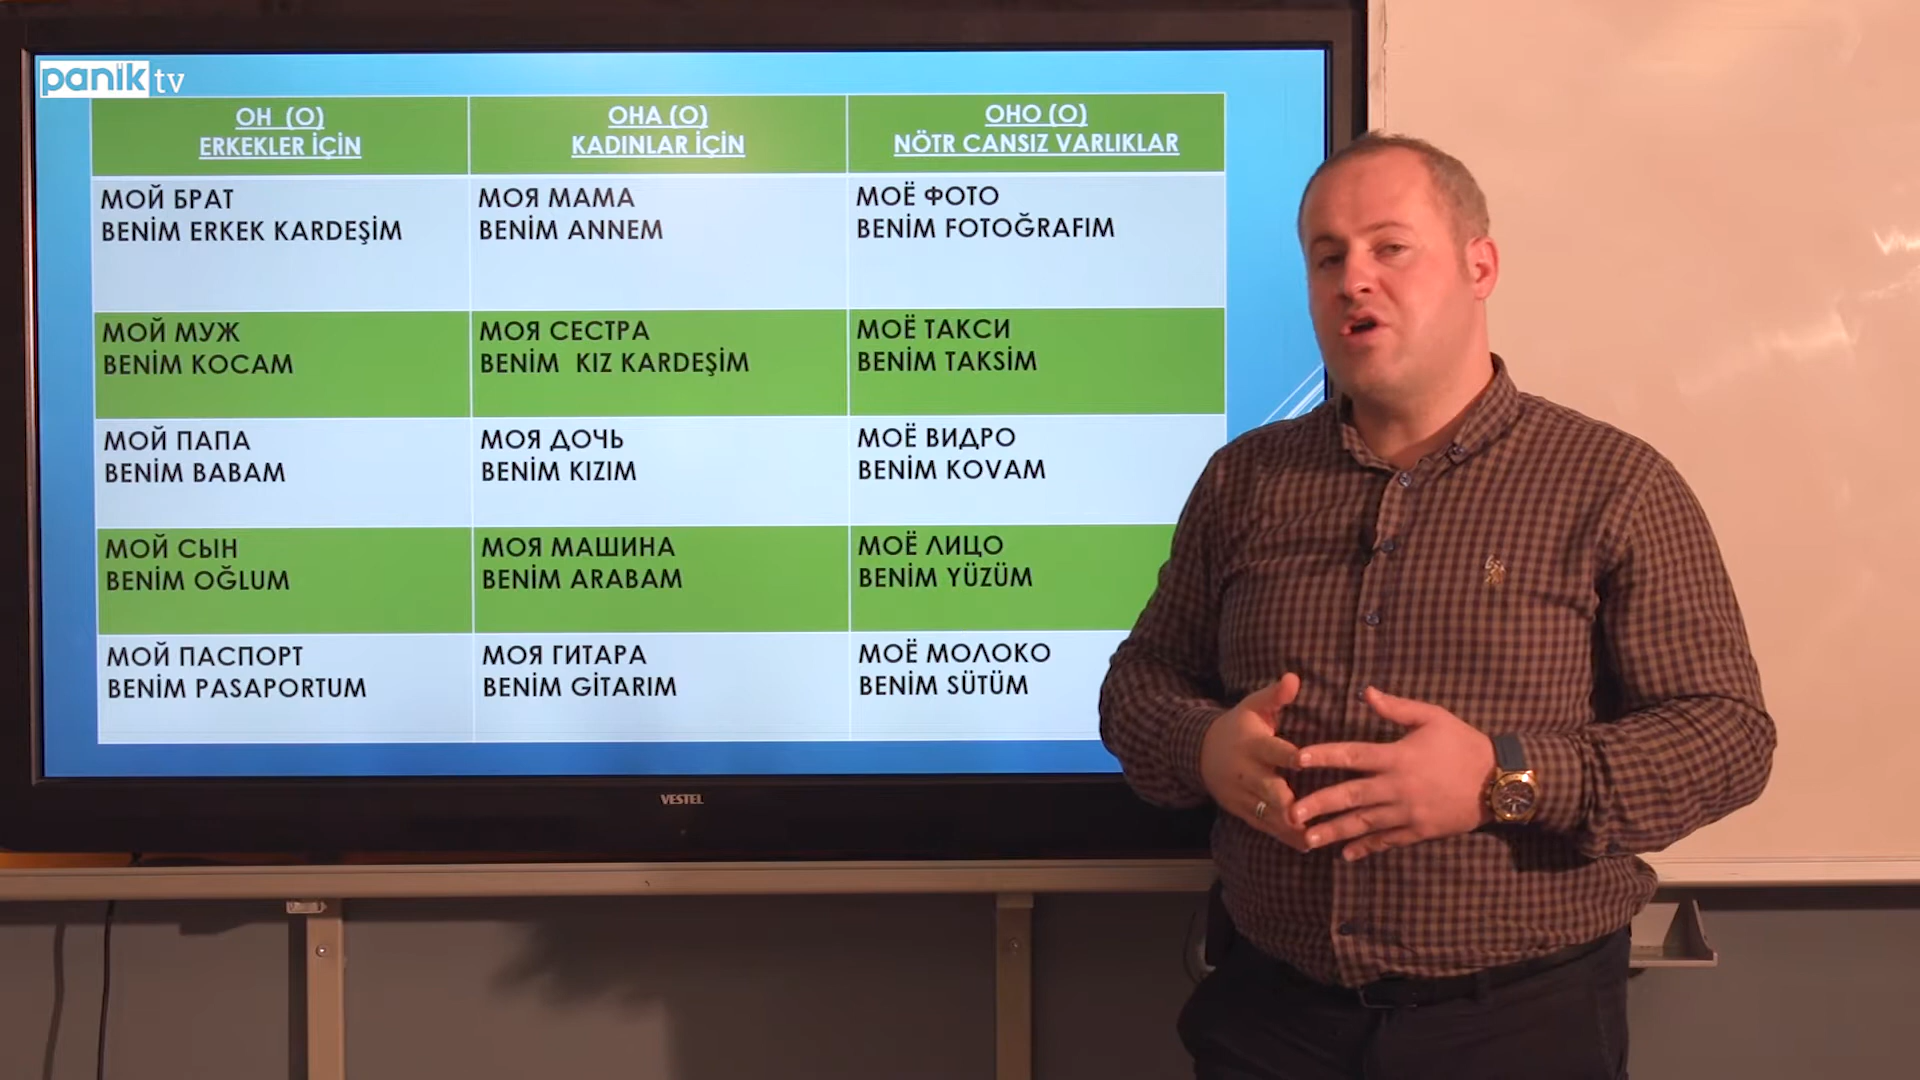 panik tv
ОН (О)
ERKEKLER İÇİN
ОНА (О)
KADINLAR İÇİN
ОНО (О)
NÖTR CANSIZ VARLIKLAR
МОЙ БРАТ
BENİM ERKEK KARDEŞİM
МОЯ МАМА
BENİM ANNEM
МОЁ ФОТО
BENİM FOTOĞRAFIM
МОЙ МУЖ
BENİM KOCAM
МОЯ СЕСТРА
BENİM KIZ KARDEŞİM
МОЁ ТАКСИ
BENİM TAKSİM
МОЙ ПАПА
BENİM BABAM
МОЯ ДОЧЬ
BENİM KIZIM
МОЁ ВИДРО
BENİM KOVAM
МОЙ СЫН
BENİM OĞLUM
МОЯ МАШИНА
BENİM ARABAM
МОЁ ЛИЦО
BENİM YÜZÜM
МОЙ ПАСПОРТ
BENİM PASAPORTUM
МОЯ ГИТАРА
BENİM GİTARIM
МОЁ МОЛОКО
BENİM SÜTÜM
VESTEL